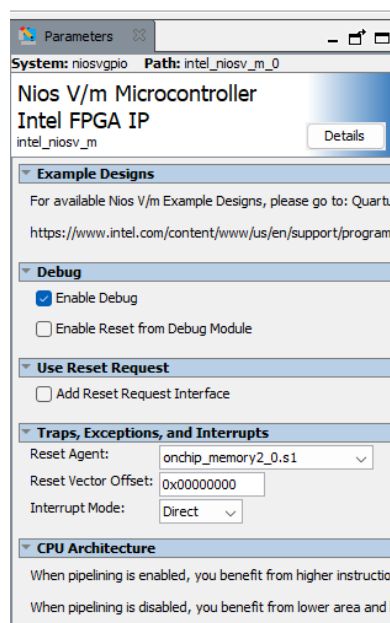 Parameters
System: niosvgpio Path: intel_niosv_m_0
Nios V/m Microcontroller
Intel FPGA IP
intel_niosv_m
Details
Example Designs
For available Nios V/m Example Designs, please go to: Quartu
https://www.intel.com/content/www/us/en/support/program
Debug
Enable Debug
Enable Reset from Debug Module
Use Reset Request
Add Reset Request Interface
Traps, Exceptions, and Interrupts
Reset Agent: onchip_memory2_0.s1
Reset Vector Offset: 0x00000000
Interrupt Mode: Direct
CPU Architecture
When pipelining is enabled, you benefit from higher instructio
When pipelining is disabled, you benefit from lower area and